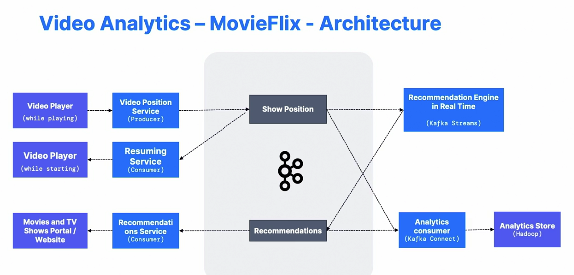 Video Analytics – MovieFlix - Architecture
Video Player
(while playing)
Video Position
Service
(Producer)
Show Position
Recommendation Engine
in Real Time
(Kafka Streams)
Video Player
(while starting)
Resuming
Service
(Consumer)
Movies and TV
Shows Portal /
Website
Recommendati
ons Service
(Consumer)
Recommendations
Analytics
consumer
(Kafka Connect)
Analytics Store
(Hadoop)